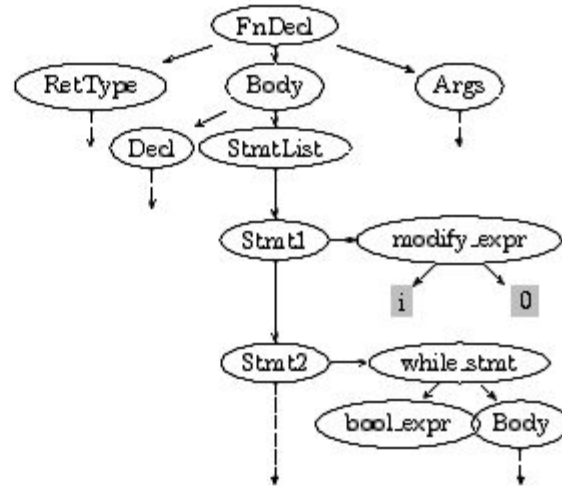 FnDecl
RetType Body Args
Decl StmtList
Stmt1 modify_expr
i 0
Stmt2 while_stmt
bool_expr Body